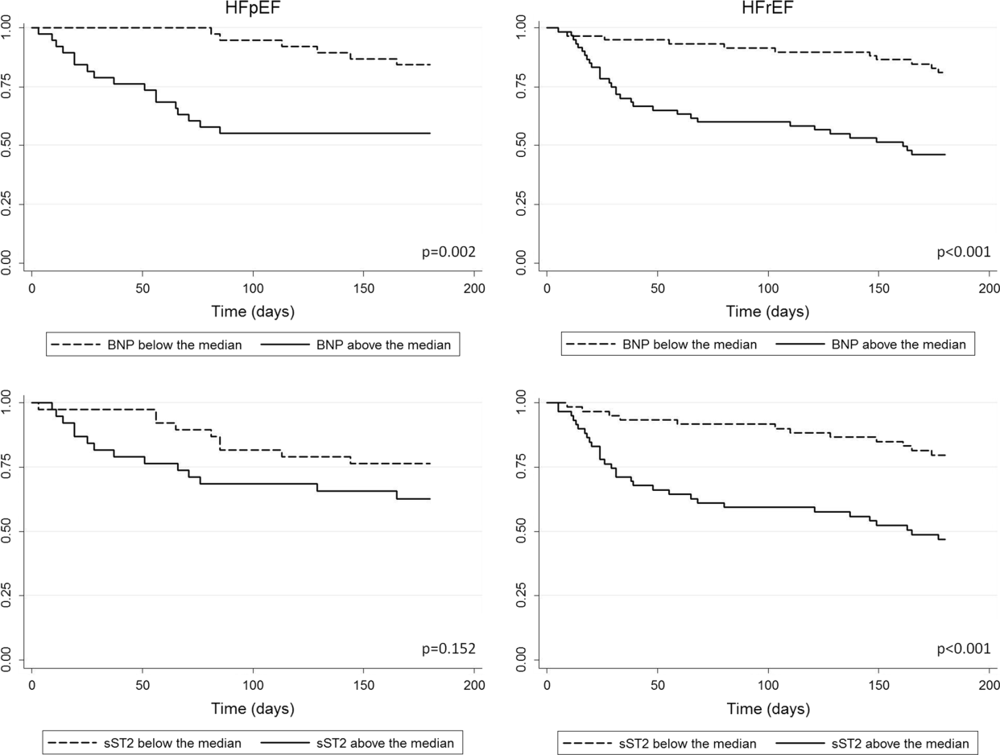 HFpEF
1.00
0.75
0.50
0.25
0.00
p=0.002
0 50 100 150 200
Time (days)
BNP below the median BNP above the median
HFrEF
1.00
0.75
0.50
0.25
0.00
p<0.001
0 50 100 150 200
Time (days)
BNP below the median BNP above the median
1.00
0.75
0.50
0.25
0.00
p=0.152
0 50 100 150 200
Time (days)
sST2 below the median sST2 above the median
1.00
0.75
0.50
0.25
0.00
p<0.001
0 50 100 150 200
Time (days)
sST2 below the median sST2 above the median